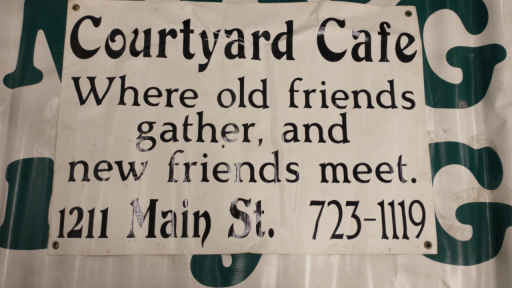 Courtyard Cafe
Where old friends
gather, and
new friends meet.
1211 Main St. 723-1119